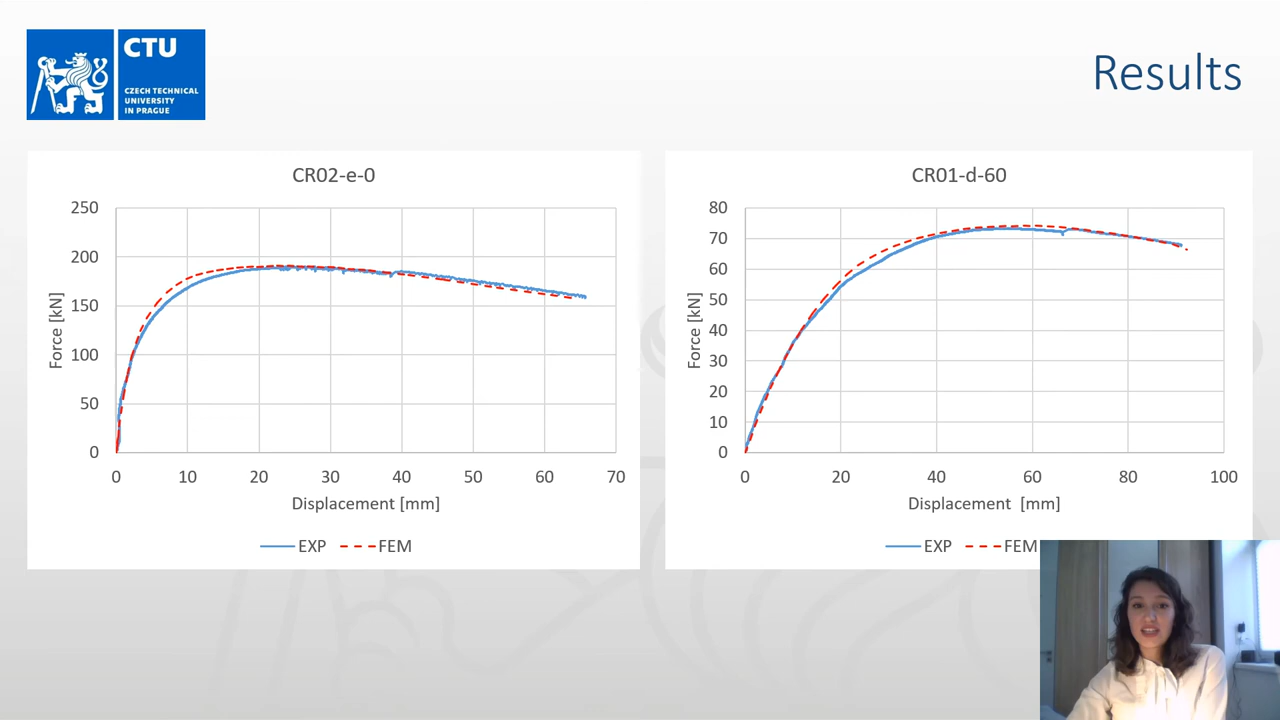 CTU
CZECH TECHNICAL
UNIVERSITY
IN PRAGUE
Results
CR02-e-0
250
200
150
100
50
0
Force [kN]
0 10 20 30 40 50 60 70
Displacement [mm]
EXP FEM
CR01-d-60
80
70
60
50
40
30
20
10
0
Force [kN]
0 20 40 60 80 100
Displacement [mm]
EXP FEM